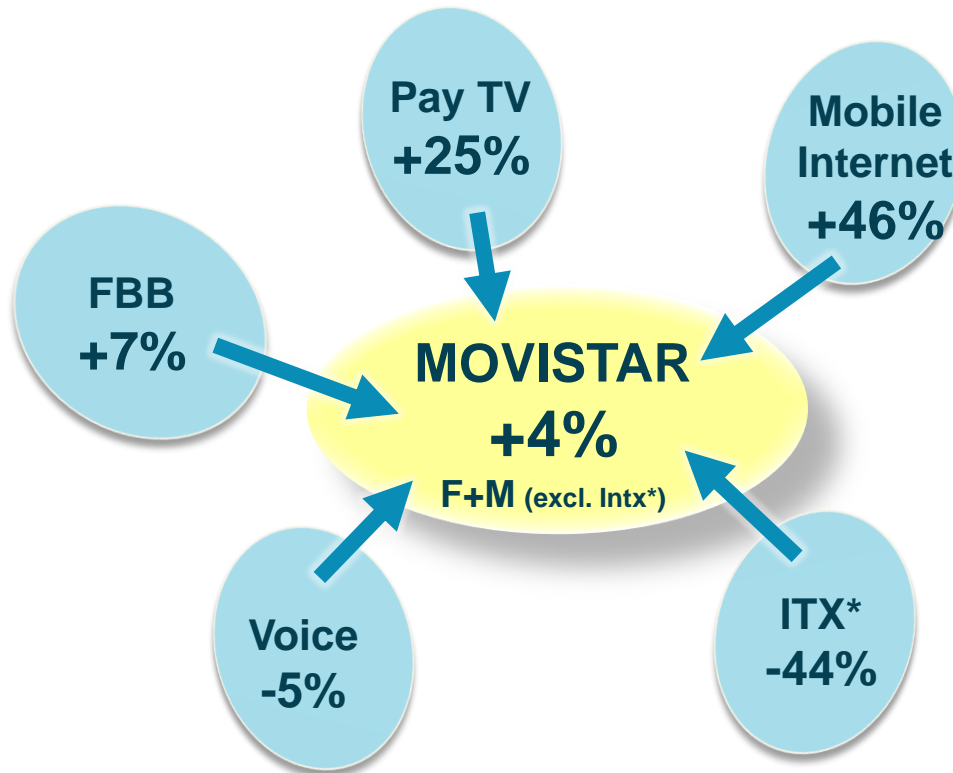 Pay TV
+25%
Mobile
Internet
+46%
FBB
+7%
MOVISTAR
+4%
F+M (excl. Intx*)
Voice
-5%
ITX*
-44%